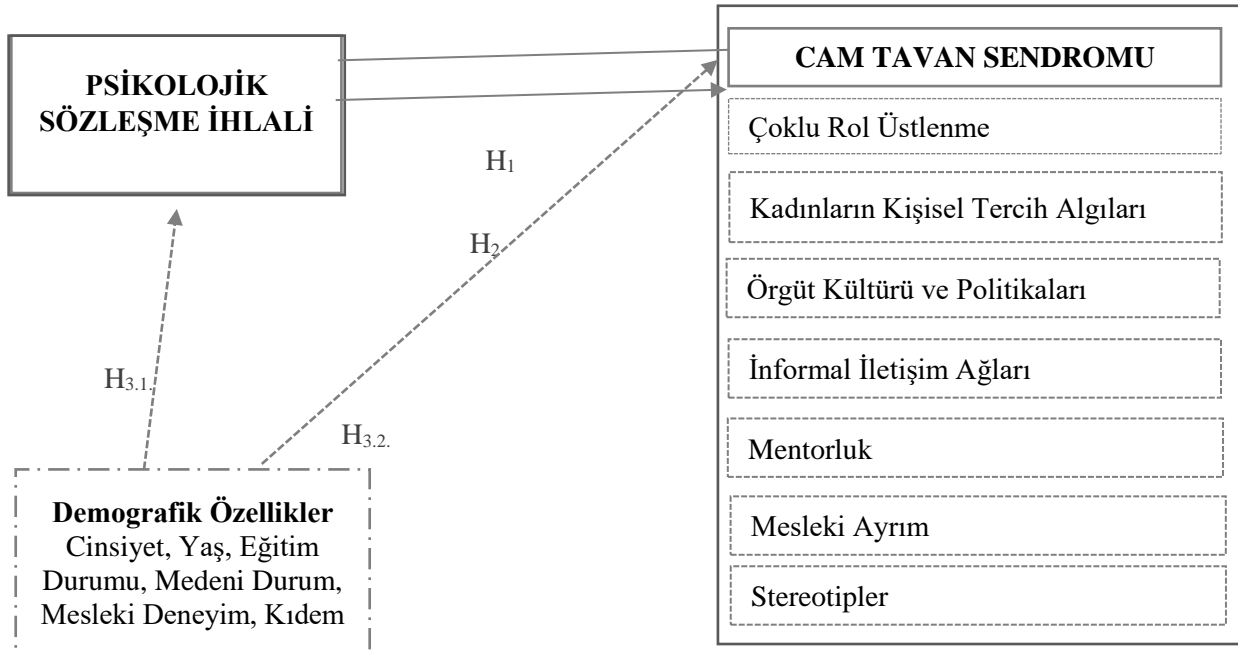 PSİKOLOJİK
SÖZLEŞME İHLALİ
CAM TAVAN SENDROMU
Çoklu Rol Üstlenme
H1
Kadınların Kişisel Tercih Algıları
H2
Örgüt Kültürü ve Politikaları
İnformal İletişim Ağları
H3.1.
H3.2.
Mentorluk
Demografik Özellikler
Cinsiyet, Yaş, Eğitim
Durumu, Medeni Durum,
Mesleki Deneyim, Kıdem
Mesleki Ayrım
Stereotipler